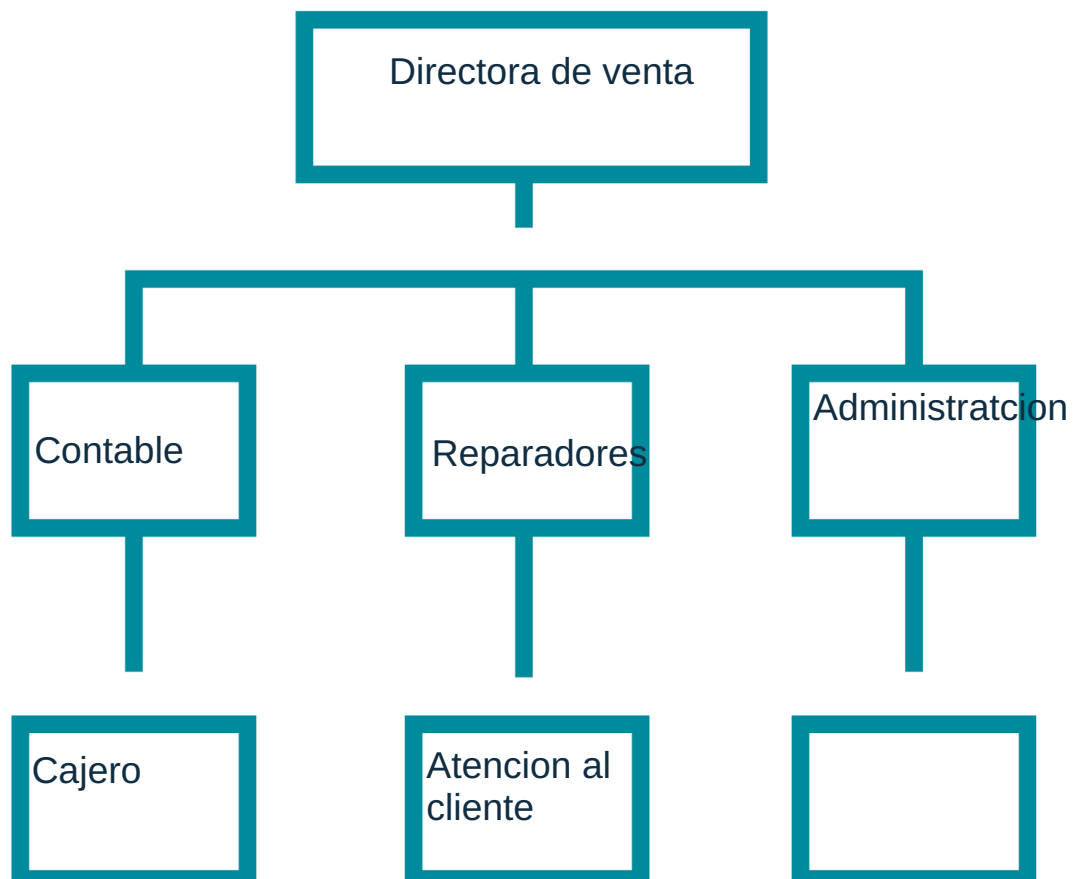 Directora de venta
Contable
Reparadores
Administratcion
Cajero
Atencion al
cliente